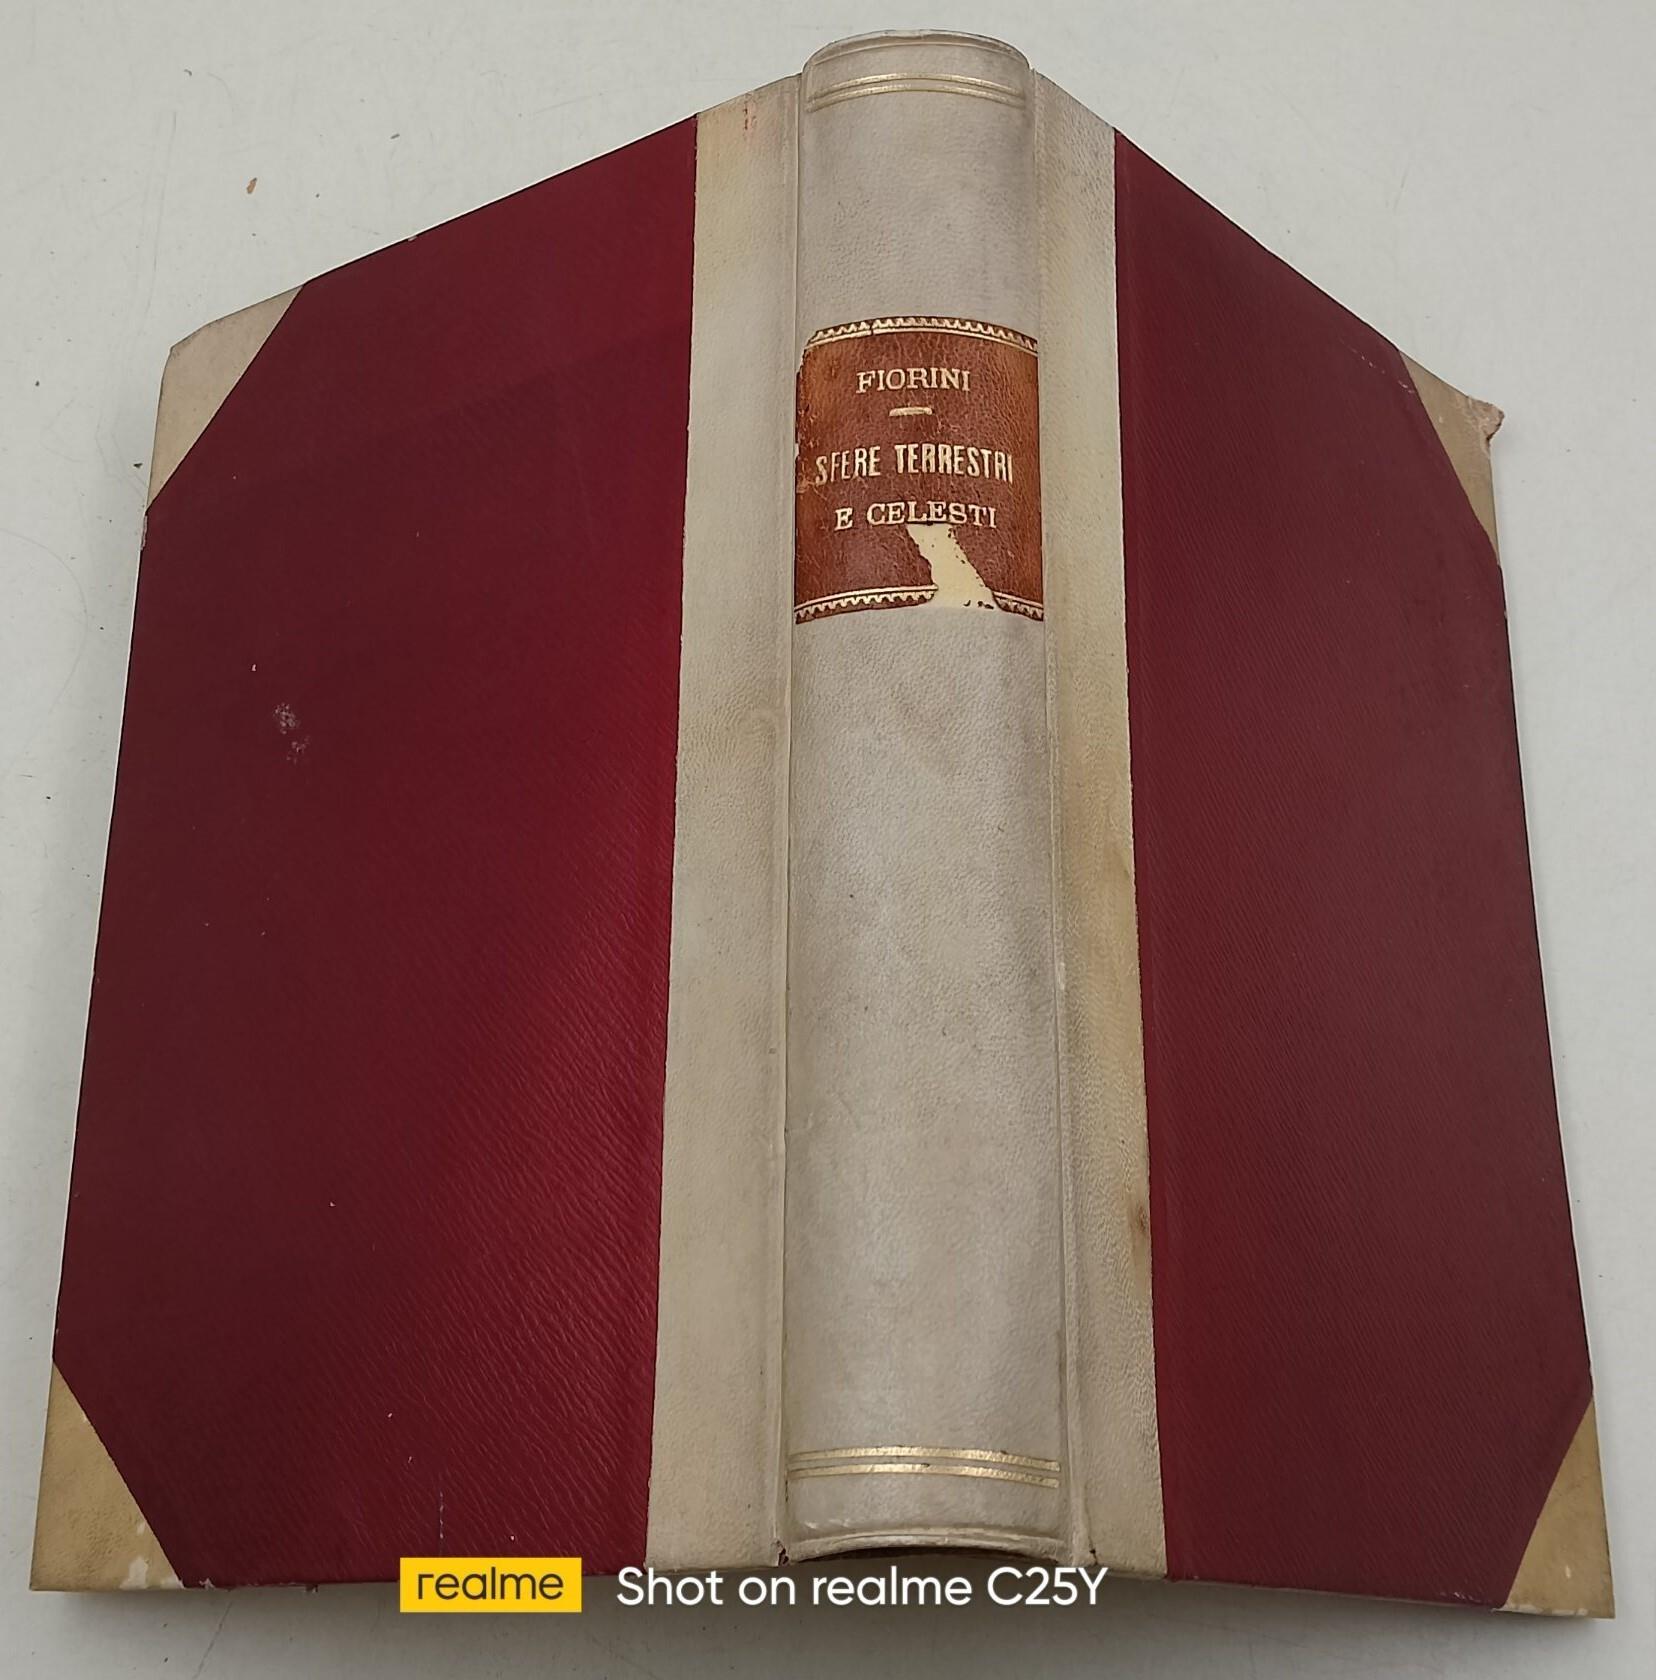 FIORINI
SFERE TERRESTRI
E CELESTI
realme Shot on realme C25Y